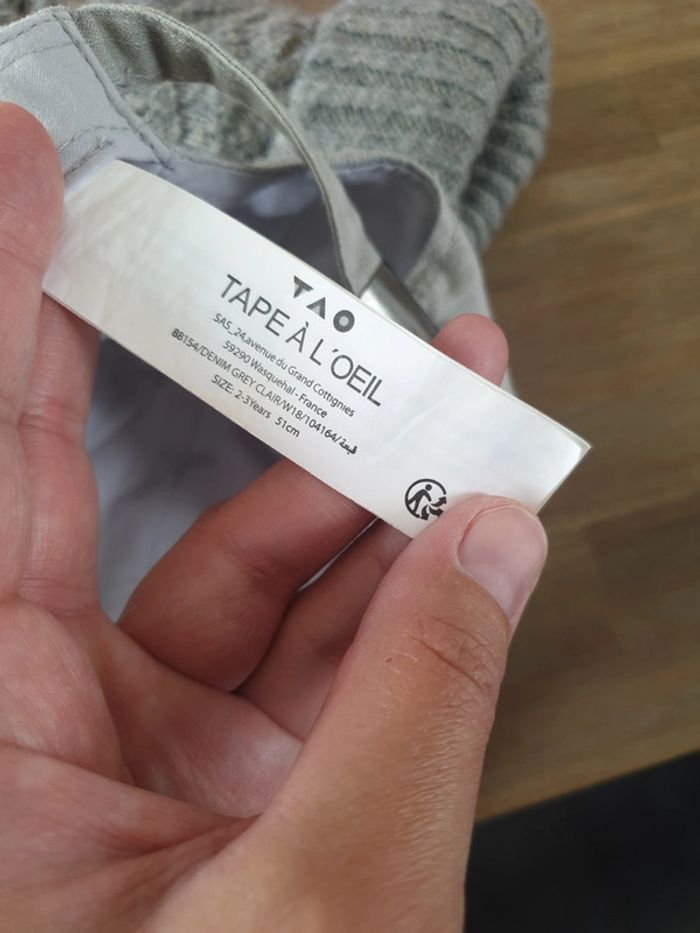 TAO
TAPE À L'OEIL
SAS_24,avenue du Grand Cottignies
59290 Wasquehal - France
88154/DENIM GREY CLAIR/W18/104164/قبعة
SIZE: 2-3Years 51cm